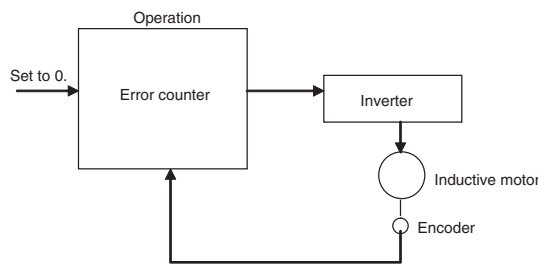 Operation
Set to 0.
Error counter
Inverter
Inductive motor
Encoder